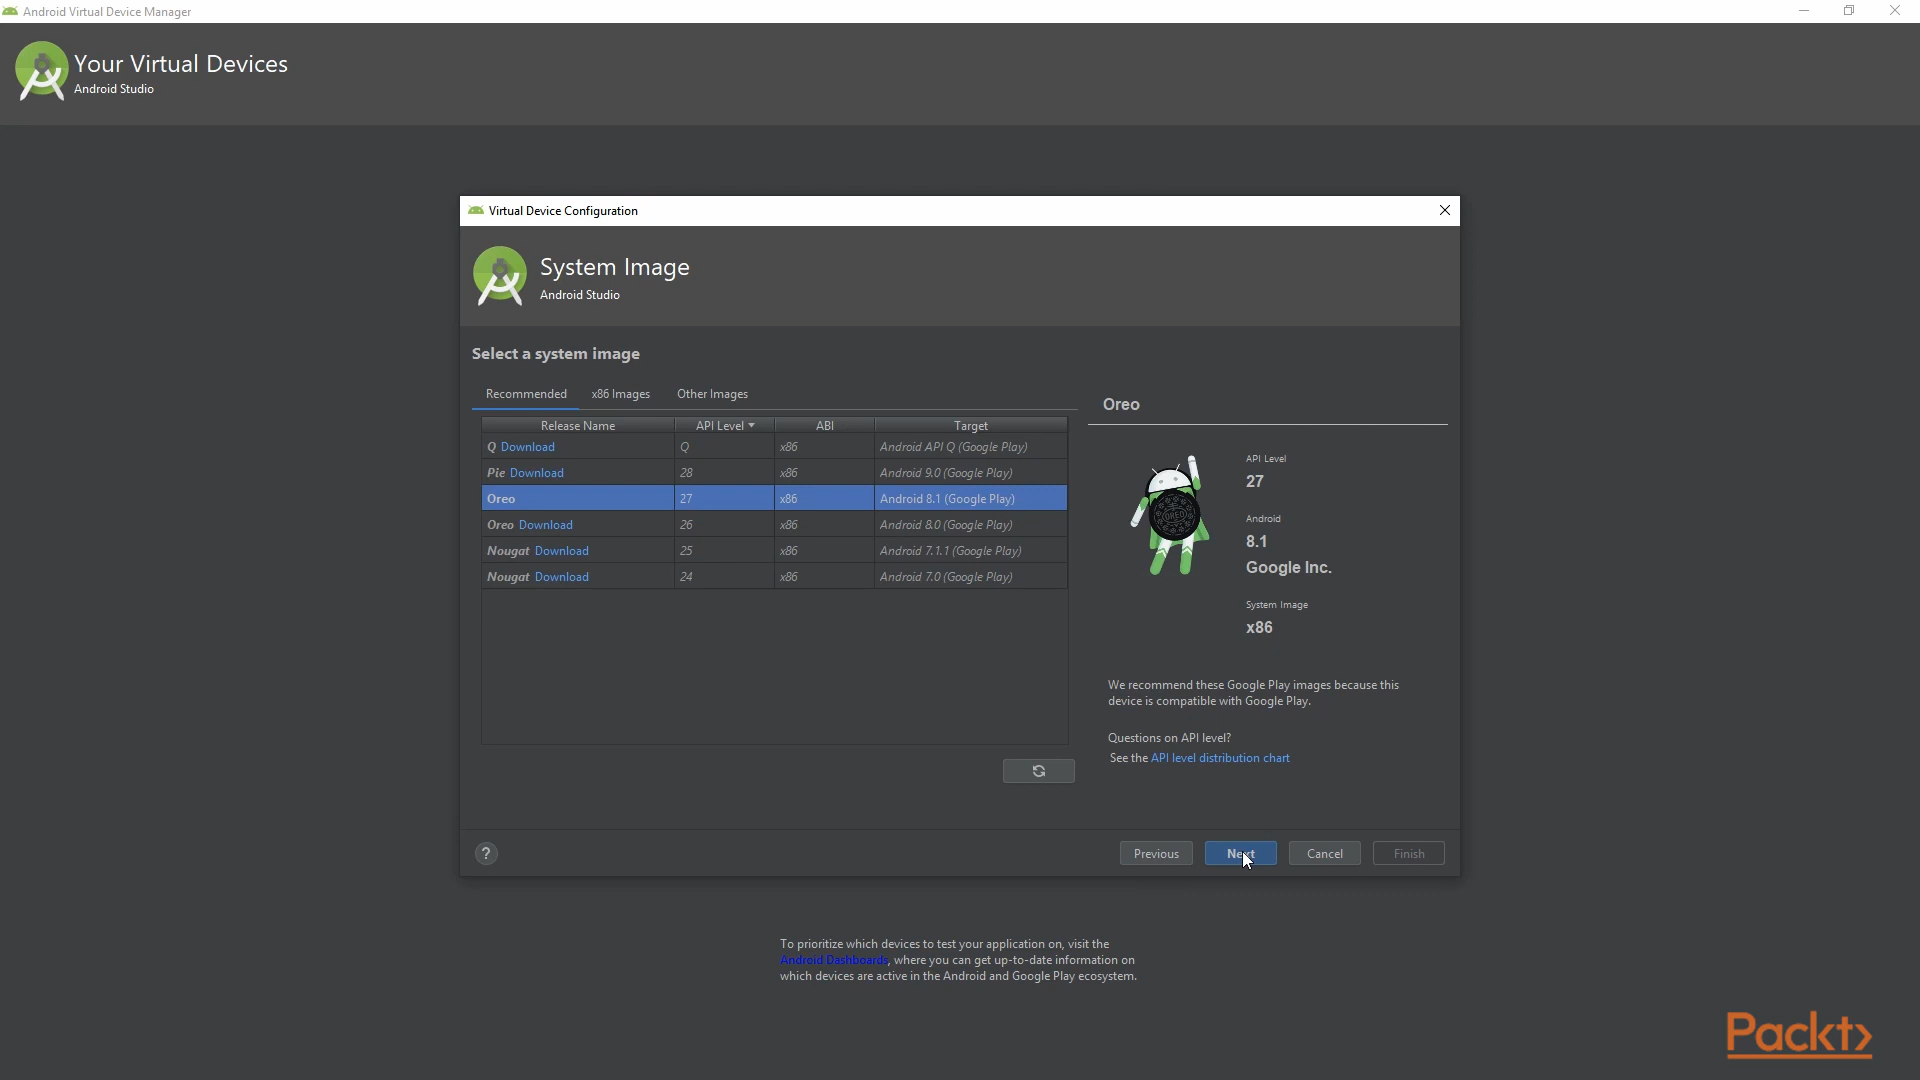 Android Virtual Device Manager
Your Virtual Devices
Android Studio
Virtual Device Configuration
System Image
Android Studio
Select a system image
Recommended x86 Images Other Images
Release Name API Level ABI Target
Q Download Q x86 Android API Q (Google Play)
Pie Download 28 x86 Android 9.0 (Google Play)
Oreo 27 x86 Android 8.1 (Google Play)
Oreo Download 26 x86 Android 8.0 (Google Play)
Nougat Download 25 x86 Android 7.1.1 (Google Play)
Nougat Download 24 x86 Android 7.0 (Google Play)
Oreo
OREO
API Level
27
Android
8.1
Google Inc.
System Image
x86
We recommend these Google Play images because this
device is compatible with Google Play.
Questions on API level?
See the API level distribution chart
?
Previous Next Cancel Finish
To prioritize which devices to test your application on, visit the
Android Dashboards, where you can get up-to-date information on
which devices are active in the Android and Google Play ecosystem.
Packt>